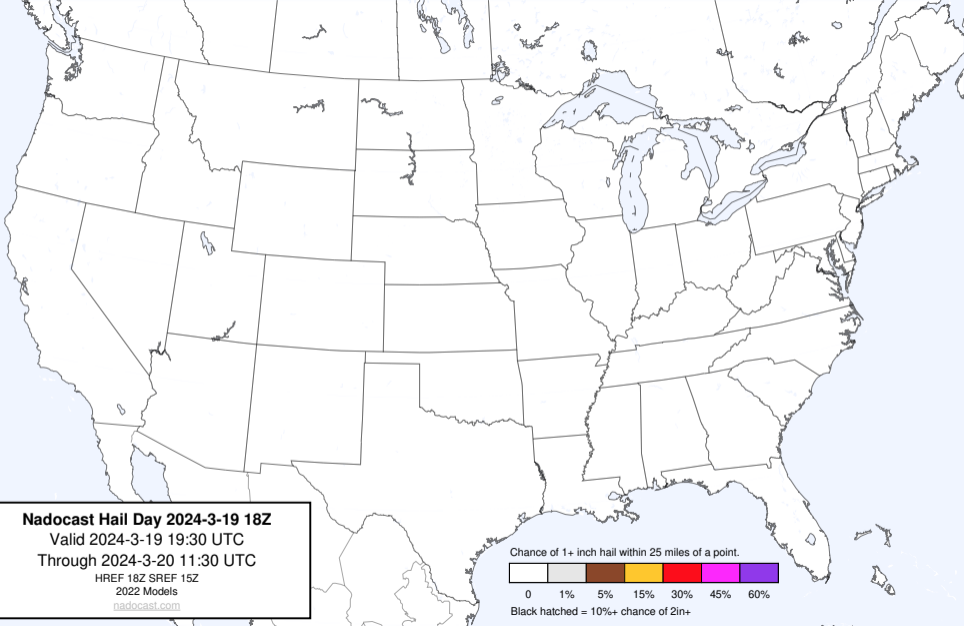 Nadocast Hail Day 2024-3-19 18Z
Valid 2024-3-19 19:30 UTC
Through 2024-3-20 11:30 UTC
HREF 18Z SREF 15Z
2022 Models
nadocast.com
Chance of 1+ inch hail within 25 miles of a point.
0 1% 5% 15% 30% 45% 60%
Black hatched = 10%+ chance of 2in+